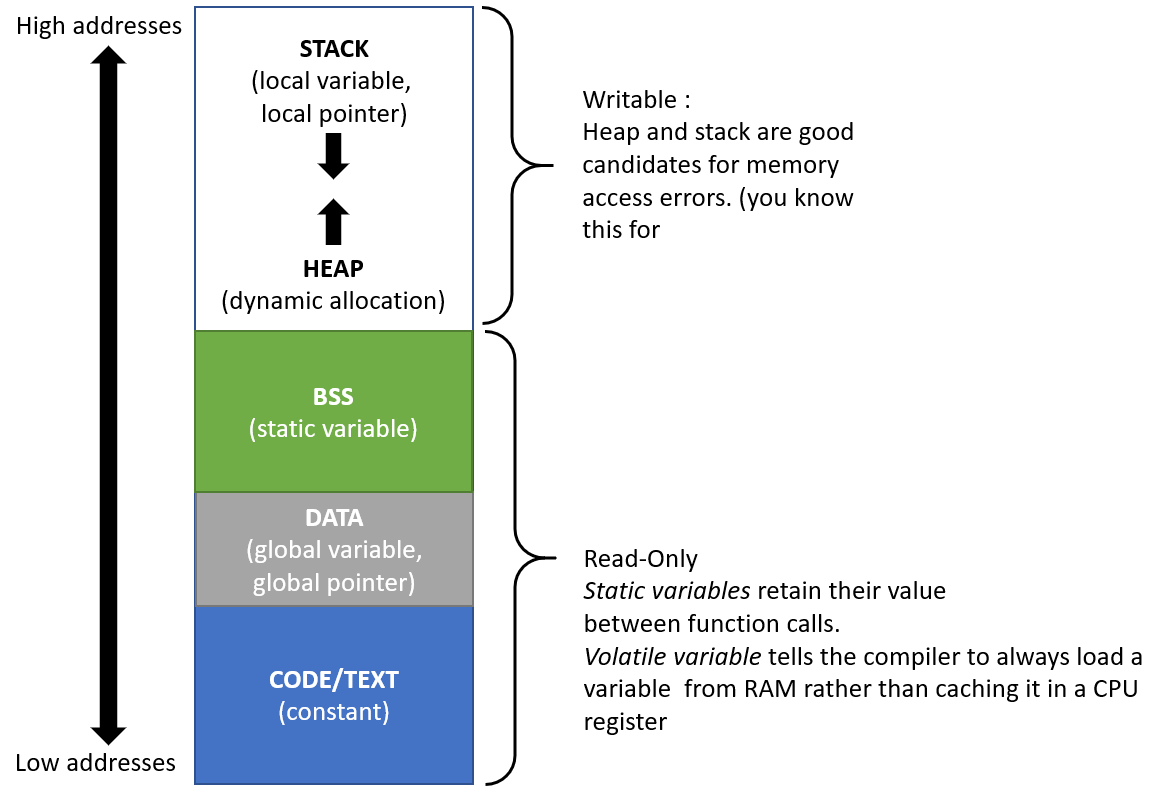 High addresses
STACK
(local variable,
local pointer)
HEAP
(dynamic allocation)
Writable :
Heap and stack are good
candidates for memory
access errors. (you know
this for
BSS
(static variable)
DATA
(global variable,
global pointer)
CODE/TEXT
(constant)
Read-Only
Static variables retain their value
between function calls.
Volatile variable tells the compiler to always load a
variable  from RAM rather than caching it in a CPU
register
Low addresses